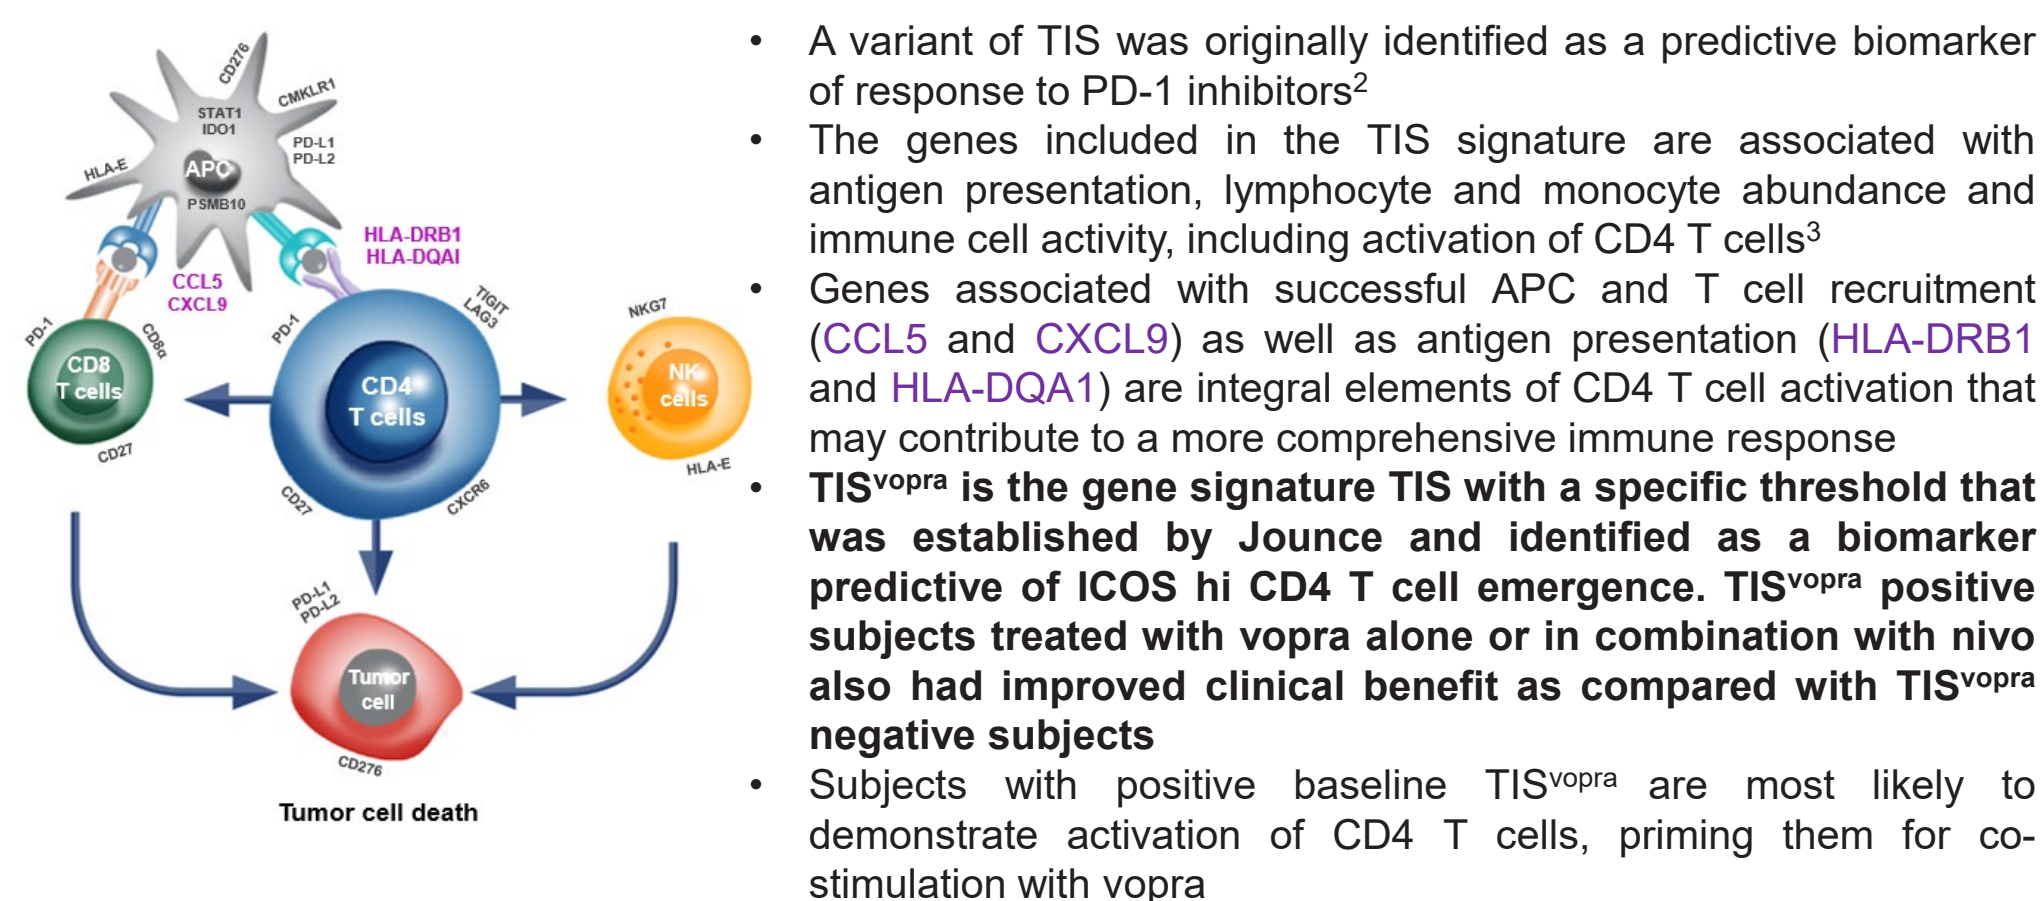 CD276
CMKLR1
STAT1
IDO1
PD-L1
PD-L2
HLA-E
APC
PSMB10
HLA-DRB1
HLA-DQAI
CCL5
CXCL9
TIGIT
LAG3
PD-1
CD8α
PD-1
NKG7
CD8
T cells
CD4
T cells
NK
cells
CD27
HLA-E
CD27
CXCR6
PD-L1
PD-L2
Tumor
cell
CD276
Tumor cell death
• A variant of TIS was originally identified as a predictive biomarker
of response to PD-1 inhibitors²
• The genes included in the TIS signature are associated with
antigen presentation, lymphocyte and monocyte abundance and
immune cell activity, including activation of CD4 T cells³
• Genes associated with successful APC and T cell recruitment
(CCL5 and CXCL9) as well as antigen presentation (HLA-DRB1
and HLA-DQA1) are integral elements of CD4 T cell activation that
may contribute to a more comprehensive immune response
• TISvopra is the gene signature TIS with a specific threshold that
was established by Jounce and identified as a biomarker
predictive of ICOS hi CD4 T cell emergence. TISvopra positive
subjects treated with vopra alone or in combination with nivo
also had improved clinical benefit as compared with TISvopra
negative subjects
• Subjects with positive baseline TISvopra are most likely to
demonstrate activation of CD4 T cells, priming them for co-
stimulation with vopra